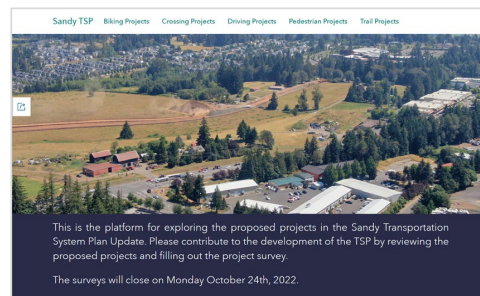 Sandy TSP Biking Projects Crossing Projects Driving Projects Pedestrian Projects Trail Projects
This is the platform for exploring the proposed projects in the Sandy Transportation
System Plan Update. Please contribute to the development of the TSP by reviewing the
proposed projects and filling out the project survey.
The surveys will close on Monday October 24th, 2022.